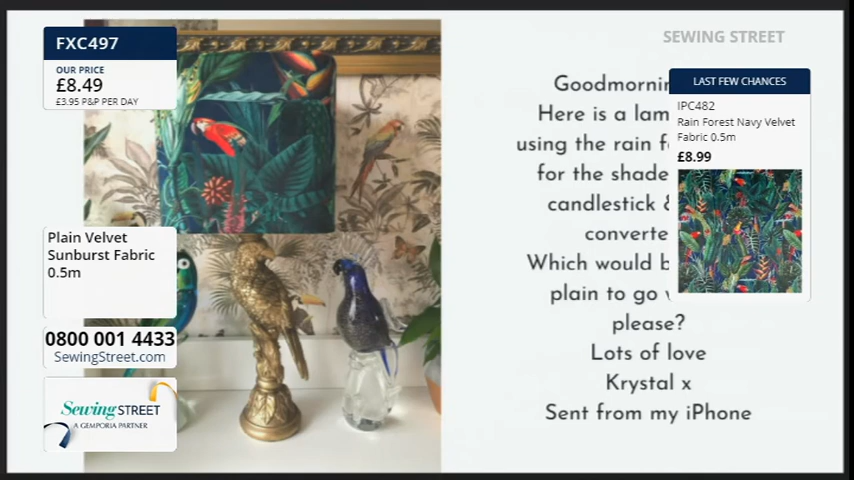 FXC497
OUR PRICE
£8.49
£3.95 P&P PER DAY
Plain Velvet
Sunburst Fabric
0.5m
0800 001 4433
SewingStreet.com
Sewing STREET
A GEMPORIA PARTNER
SEWING STREET
Here is a
using the rain
for the shade
candlestick
Which would
plain to go
please?
Lots of love
Krystal x
Sent from my iPhone
LAST FEW CHANCES
IPC482
Rain Forest Navy Velvet
Fabric 0.5m
£8.99